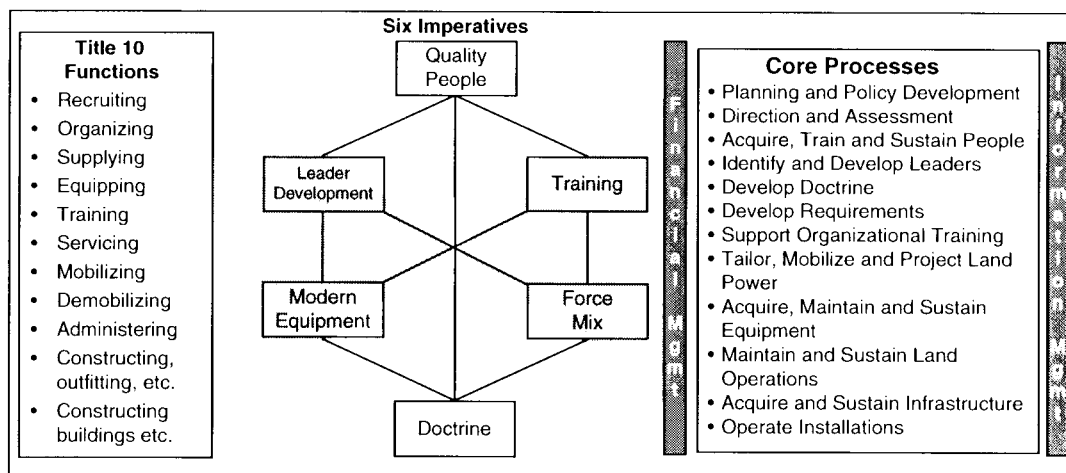 Title 10
Functions
• Recruiting
• Organizing
• Supplying
• Equipping
• Training
• Servicing
• Mobilizing
• Demobilizing
• Administering
• Constructing,
outfitting, etc.
• Constructing
buildings etc.
Six Imperatives
Quality
People
Leader
Development
Training
Modern
Equipment
Force
Mix
Doctrine
Financial Mgmt
Core Processes
• Planning and Policy Development
• Direction and Assessment
• Acquire, Train and Sustain People
• Identify and Develop Leaders
• Develop Doctrine
• Develop Requirements
• Support Organizational Training
• Tailor, Mobilize and Project Land
Power
• Acquire, Maintain and Sustain
Equipment
• Maintain and Sustain Land
Operations
• Acquire and Sustain Infrastructure
• Operate Installations
Information Mgmt